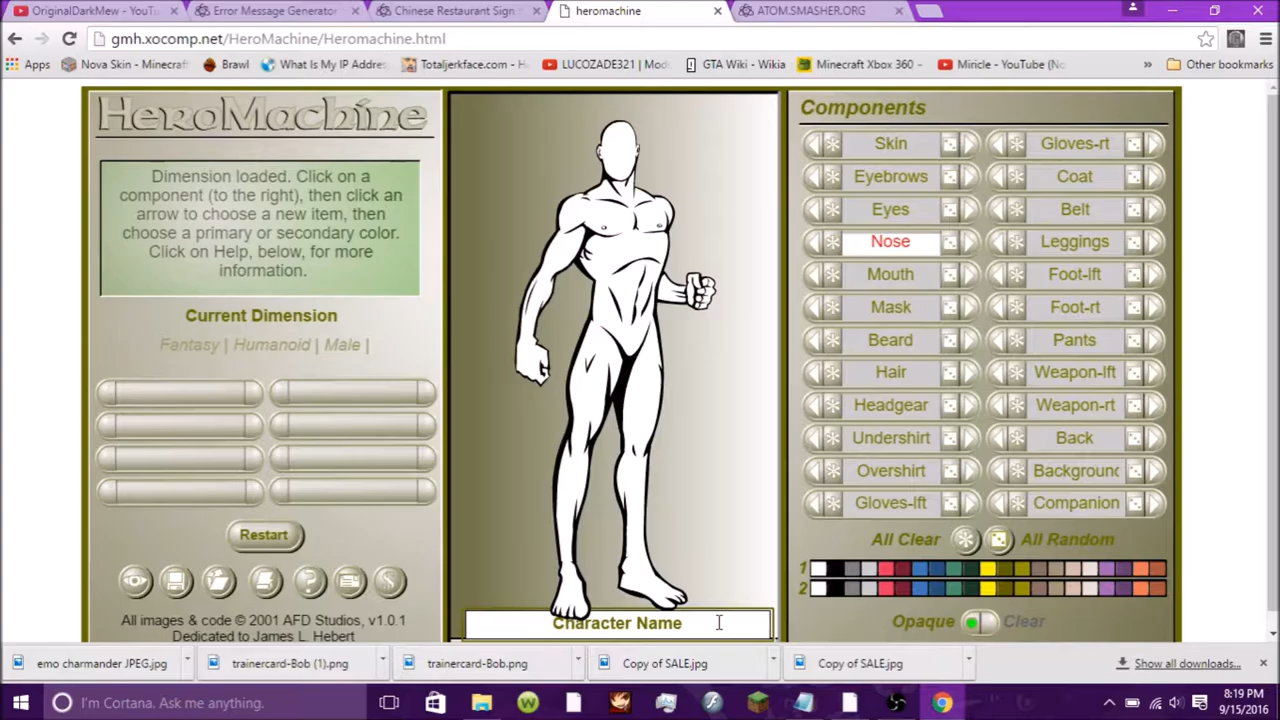 OriginalDarkMew - YouTu
Error Message Generator
Chinese Restaurant Sign
heromachine
ATOM.SMASHER.ORG
gmh.xocomp.net/HeroMachine/Heromachine.html
Apps
Nova Skin - Minecraf
Brawl
What Is My IP Addre
Totaljerkface.com - H
LUCOZADE321 | Mod
GTA Wiki - Wikia
Minecraft Xbox 360 -
Miricle - YouTube (No
»
Other bookmarks
HeroMachine
Dimension loaded. Click on a
component (to the right), then click an
arrow to choose a new item, then
choose a primary or secondary color.
Click on Help, below, for more
information.
Current Dimension
Fantasy | Humanoid | Male |
Restart
All images & code © 2001 AFD Studios, v1.0.1
Dedicated to James L. Hebert
Character Name
Components
Skin
Gloves-rt
Eyebrows
Coat
Eyes
Belt
Nose
Leggings
Mouth
Foot-lft
Mask
Foot-rt
Beard
Pants
Hair
Weapon-lft
Headgear
Weapon-rt
Undershirt
Back
Overshirt
Background
Gloves-lft
Companion
All Clear
All Random
1
2
Opaque
Clear
emo charmander JPEG.jpg
trainercard-Bob (1).png
trainercard-Bob.png
Copy of SALE.jpg
Copy of SALE.jpg
Show all downloads...
I'm Cortana. Ask me anything.
8:19 PM
9/15/2016